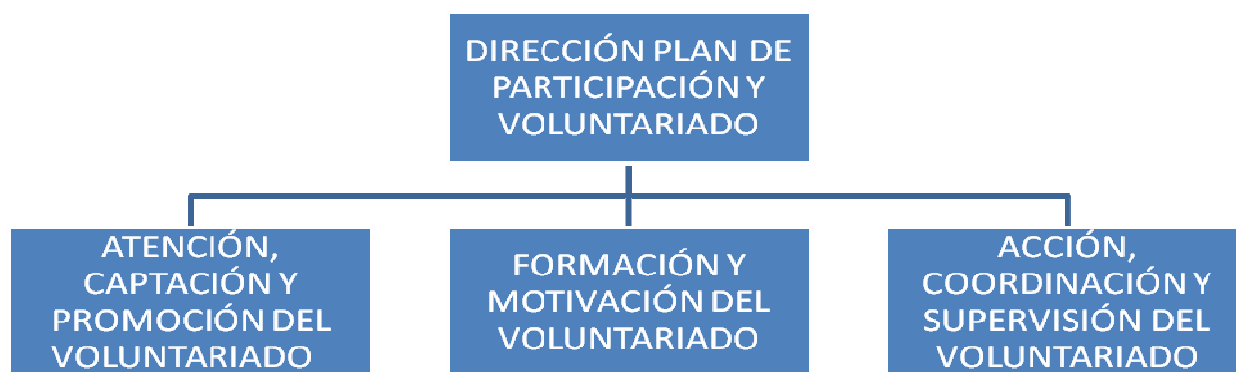 DIRECCIÓN PLAN DE
PARTICIPACIÓN Y
VOLUNTARIADO
ATENCIÓN,
CAPTACIÓN Y
PROMOCIÓN DEL
VOLUNTARIADO
FORMACIÓN Y
MOTIVACIÓN DEL
VOLUNTARIADO
ACCIÓN,
COORDINACIÓN Y
SUPERVISIÓN DEL
VOLUNTARIADO